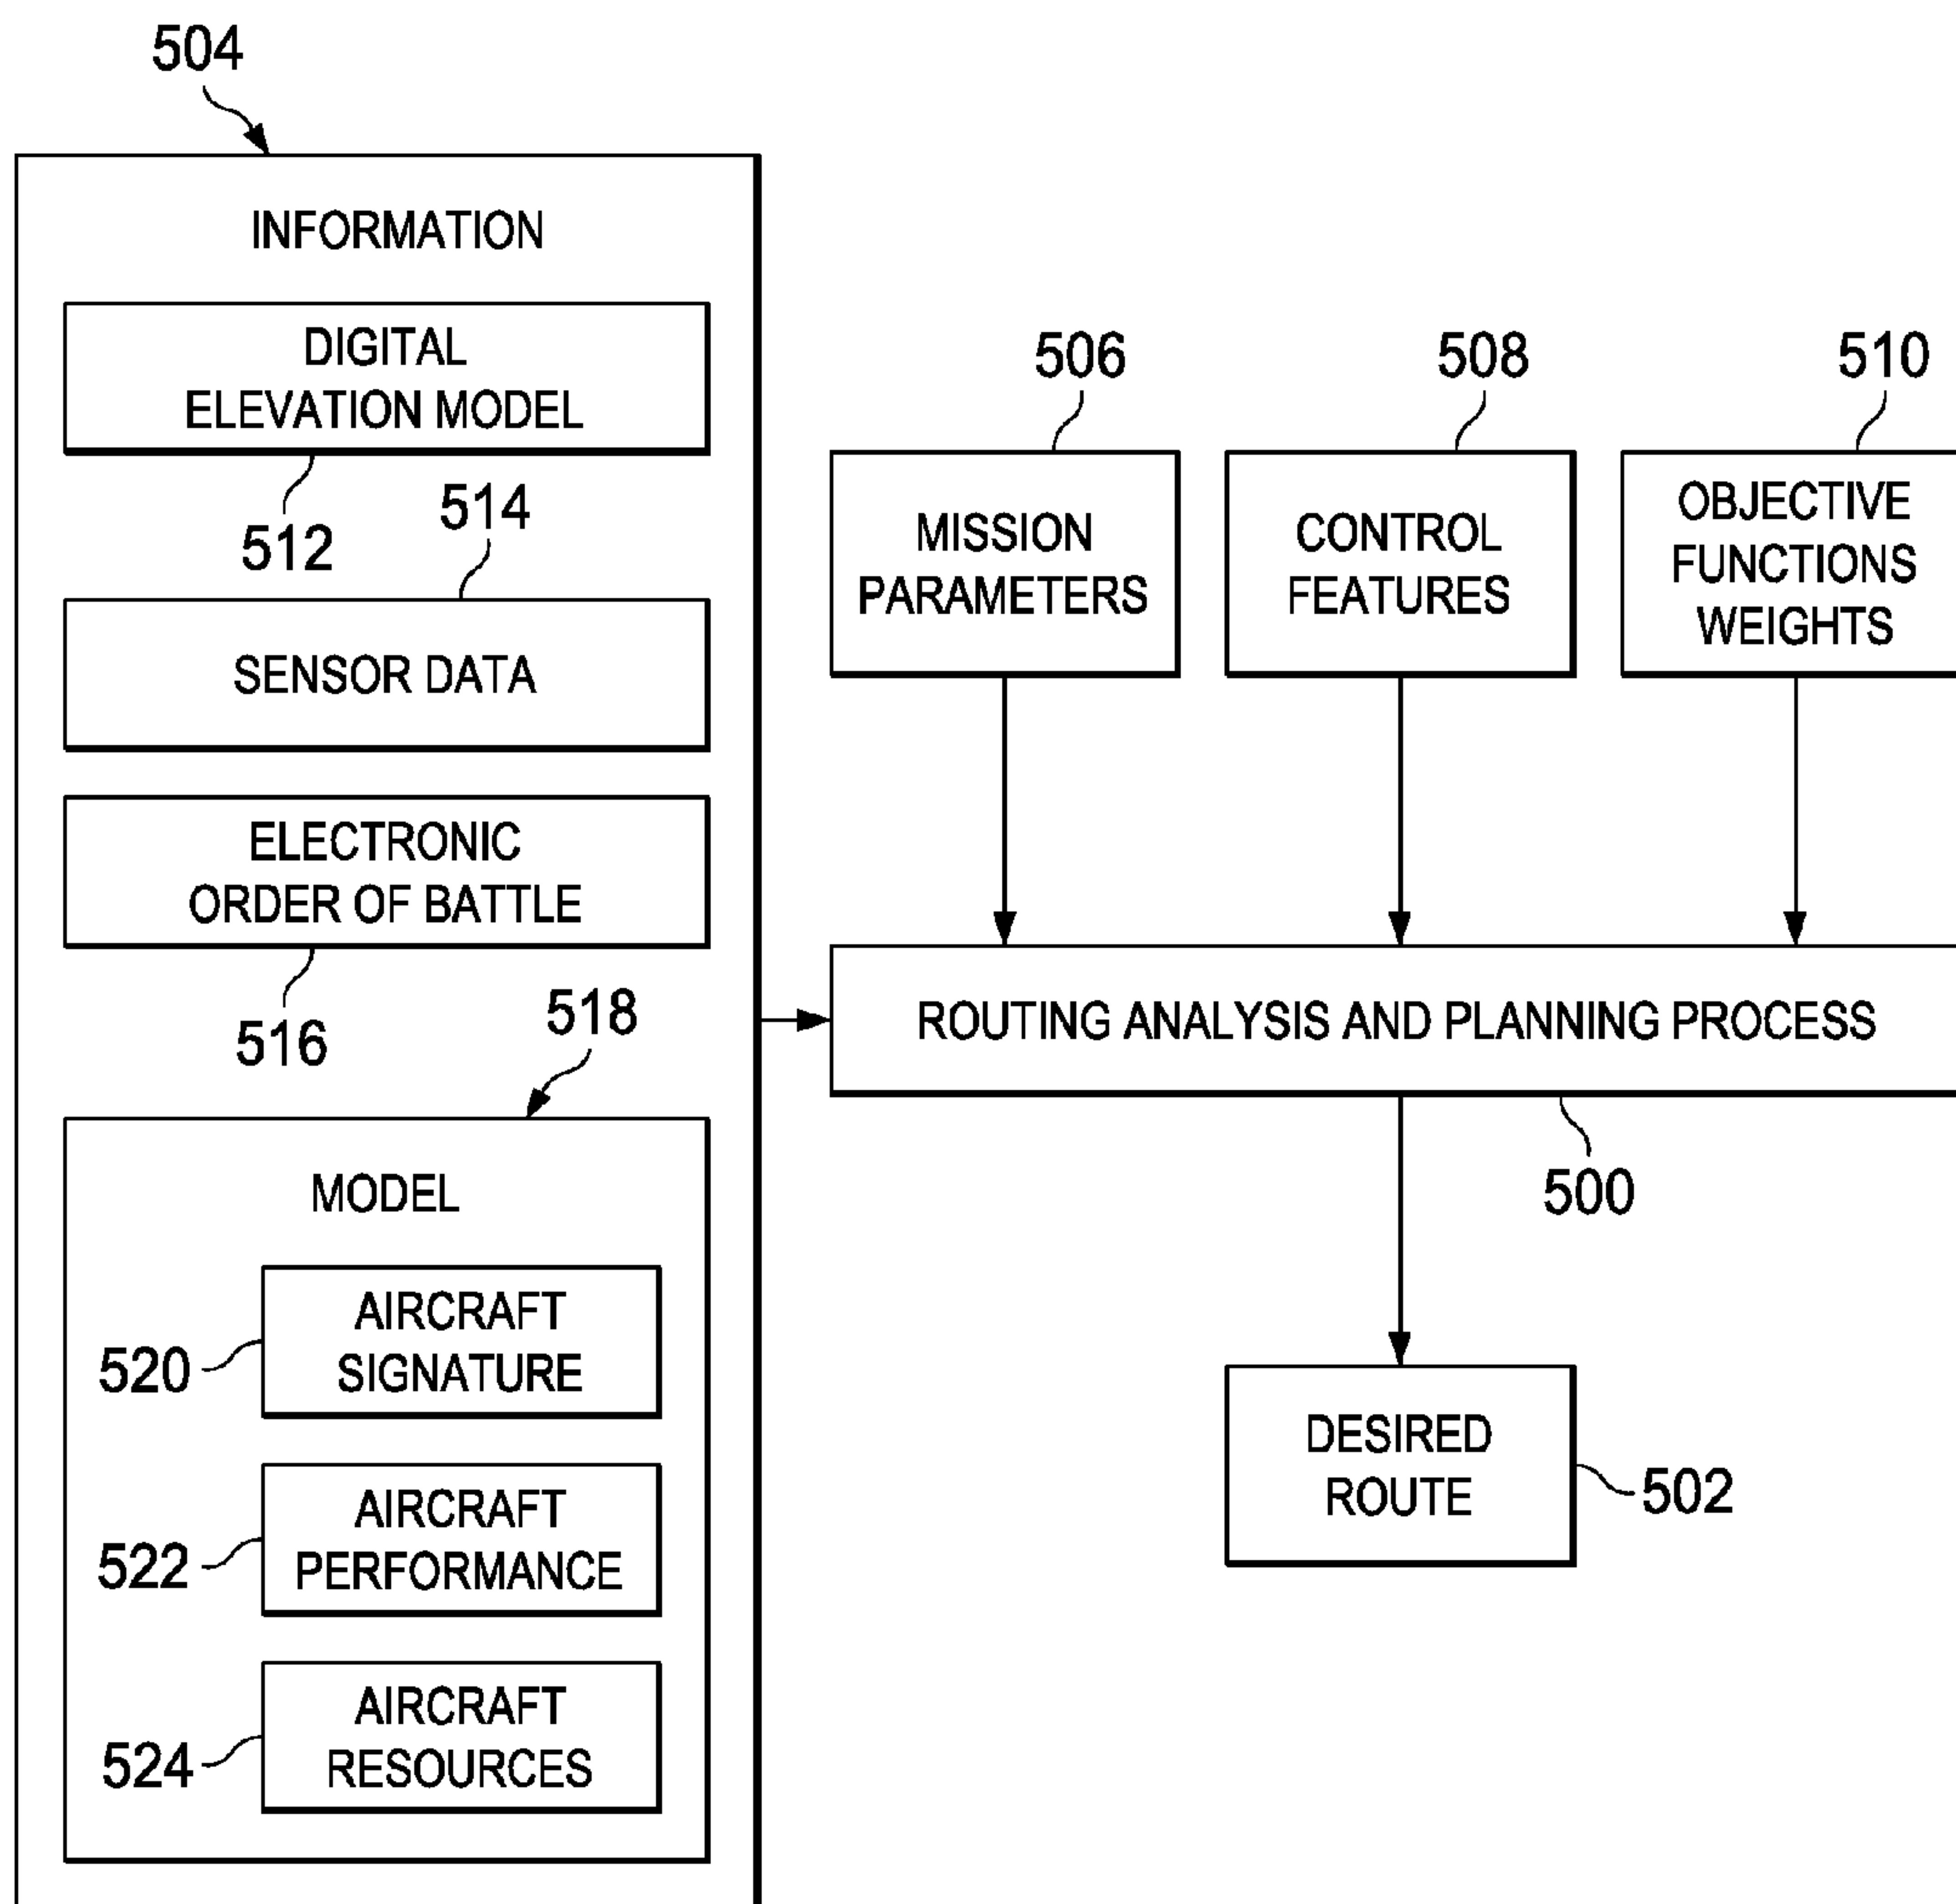 504
INFORMATION
DIGITAL
ELEVATION MODEL
512
514
SENSOR DATA
ELECTRONIC
ORDER OF BATTLE
516
518
MODEL
520
AIRCRAFT
SIGNATURE
522
AIRCRAFT
PERFORMANCE
524
AIRCRAFT
RESOURCES
506
MISSION
PARAMETERS
508
CONTROL
FEATURES
510
OBJECTIVE
FUNCTIONS
WEIGHTS
ROUTING ANALYSIS AND PLANNING PROCESS
500
DESIRED
ROUTE
502